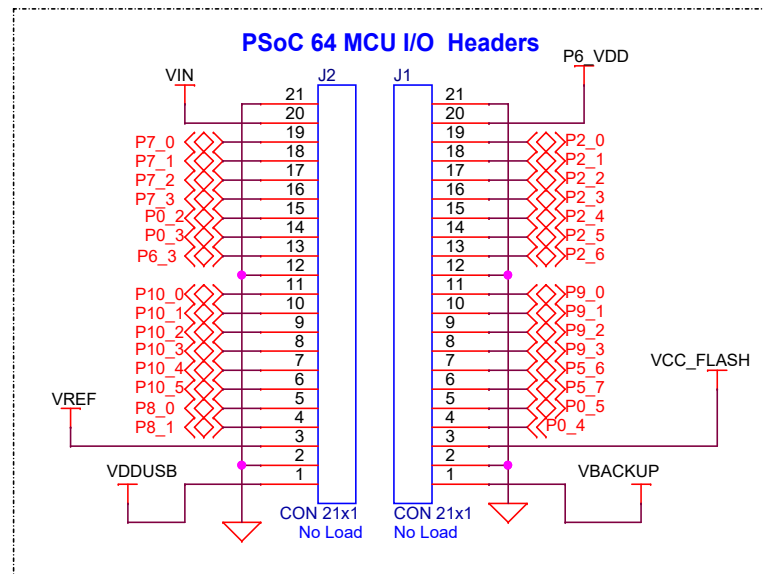 PSoC 64 MCU I/O Headers
J2
J1
P6_VDD
VIN
21
20
19
18
17
16
15
14
13
12
11
10
9
8
7
6
5
4
3
2
1
21
20
19
18
17
16
15
14
13
12
11
10
9
8
7
6
5
4
3
2
1
P7_0
P7_1
P7_2
P7_3
P0_2
P0_3
P6_3
P10_0
P10_1
P10_2
P10_3
P10_4
P10_5
P8_0
P8_1
P2_0
P2_1
P2_2
P2_3
P2_4
P2_5
P2_6
P9_0
P9_1
P9_2
P9_3
P5_6
P5_7
P0_5
P0_4
VCC_FLASH
VREF
VDDUSB
VBACKUP
CON 21x1
No Load
CON 21x1
No Load